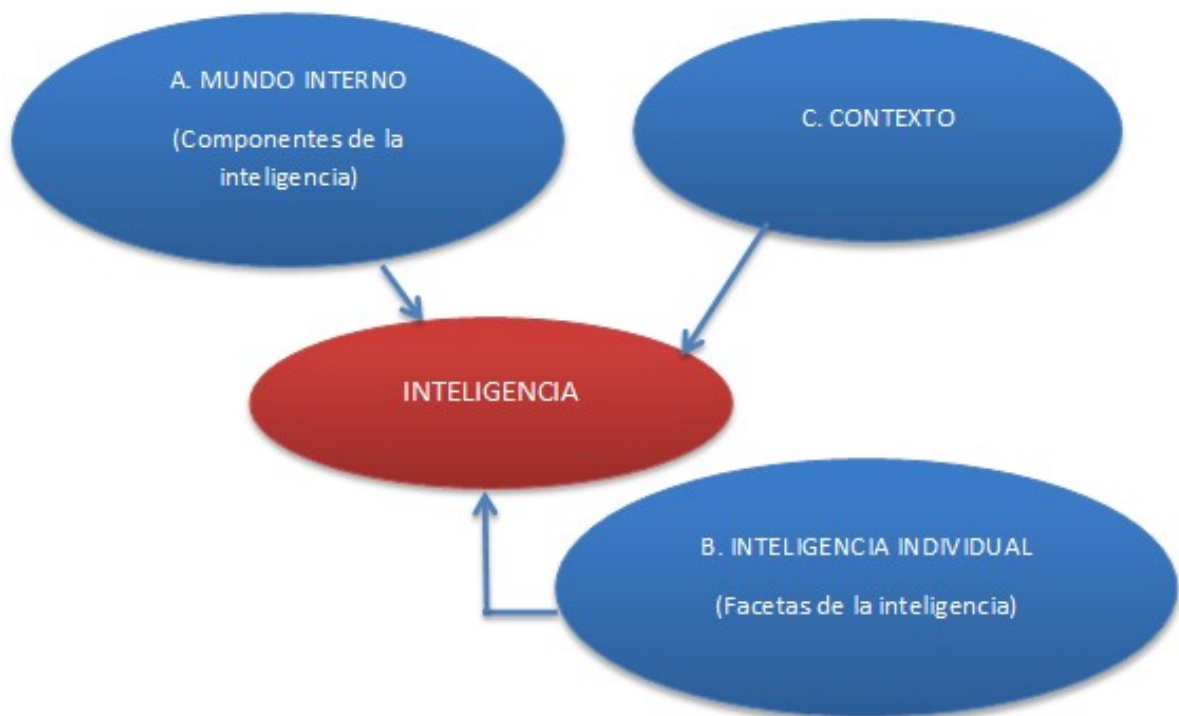 A. MUNDO INTERNO
(Componentes de la
inteligencia)
C. CONTEXTO
INTELIGENCIA
B. INTELIGENCIA INDIVIDUAL
(Facetas de la inteligencia)